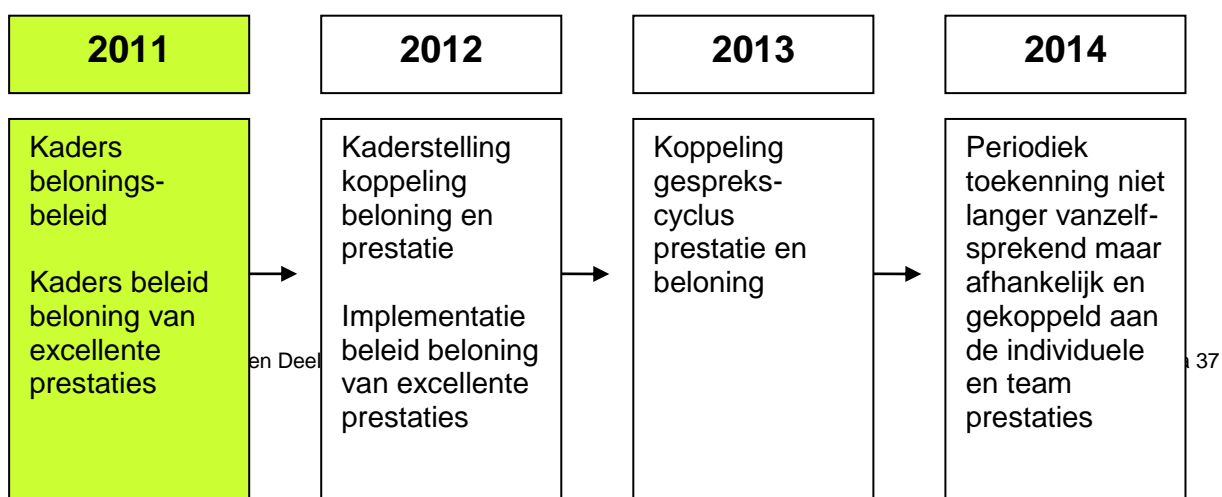 2011
2012
2013
2014
Kaders
belonings-
beleid
Kaders beleid
beloning van
excellente
prestaties
Kaderstelling
koppeling
beloning en
prestatie
Implementatie
beleid beloning
van excellente
prestaties
Koppeling
gespreks-
cyclus
prestatie en
beloning
Periodiek
toekenning niet
langer vanzelf-
sprekend maar
afhankelijk en
gekoppeld aan
de individuele
en team
prestaties
en Deel
37